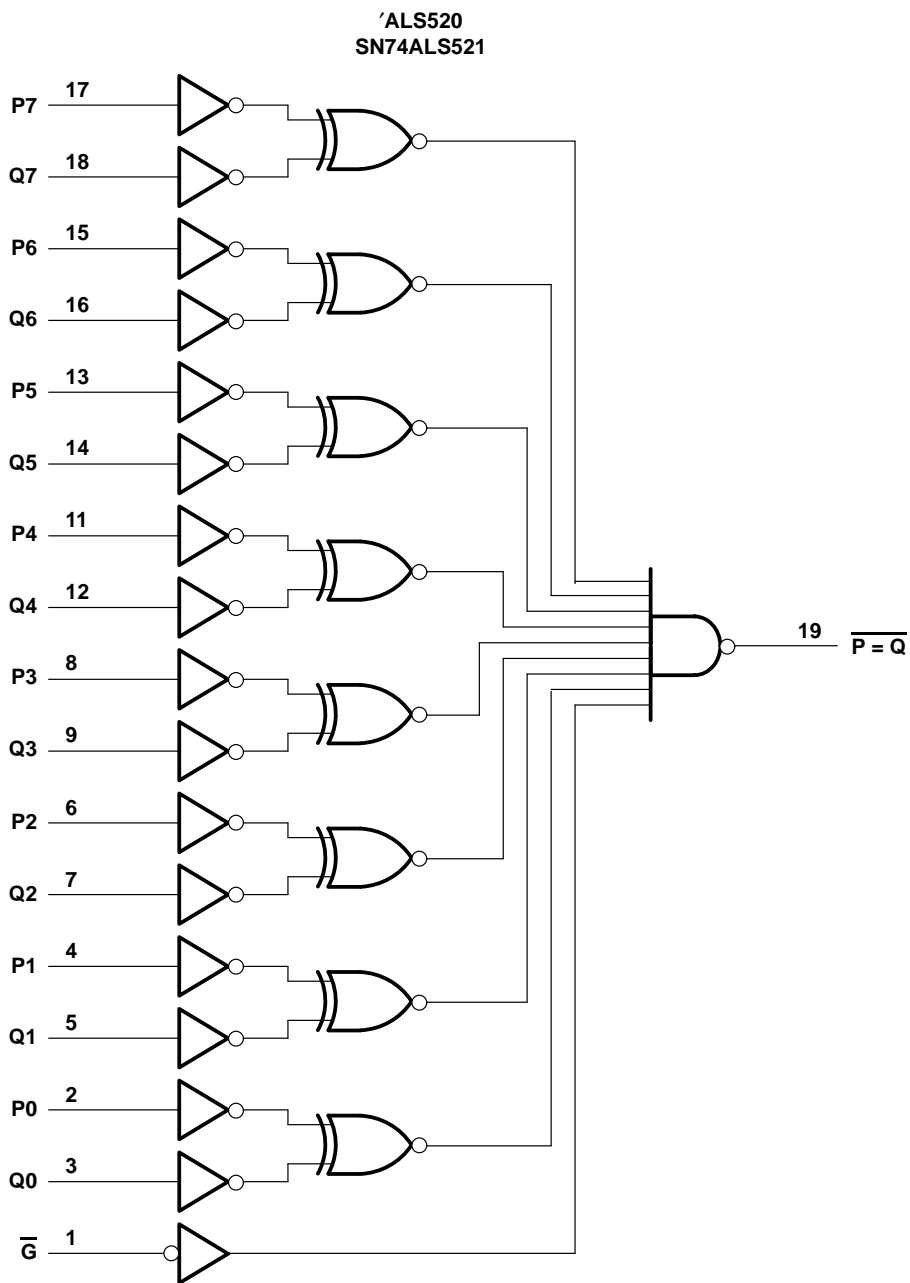 ′ALS520
SN74ALS521
P7 17
Q7 18
P6 15
Q6 16
P5 13
Q5 14
P4 11
Q4 12
P3 8
Q3 9
P2 6
Q2 7
P1 4
Q1 5
P0 2
Q0 3
G̅ 1
19 P̅ ̅=̅ ̅Q̅